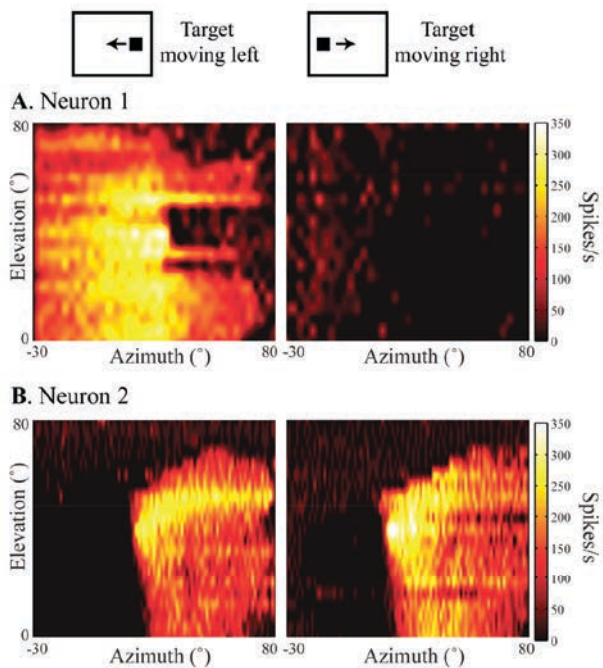 Target moving left
Target moving right
A. Neuron 1
80
Elevation (°)
0
-30
Azimuth (°)
80
-30
Azimuth (°)
80
350
300
250
200
150
100
50
0
Spikes/s
B. Neuron 2
80
Elevation (°)
0
-30
Azimuth (°)
80
-30
Azimuth (°)
80
350
300
250
200
150
100
50
0
Spikes/s